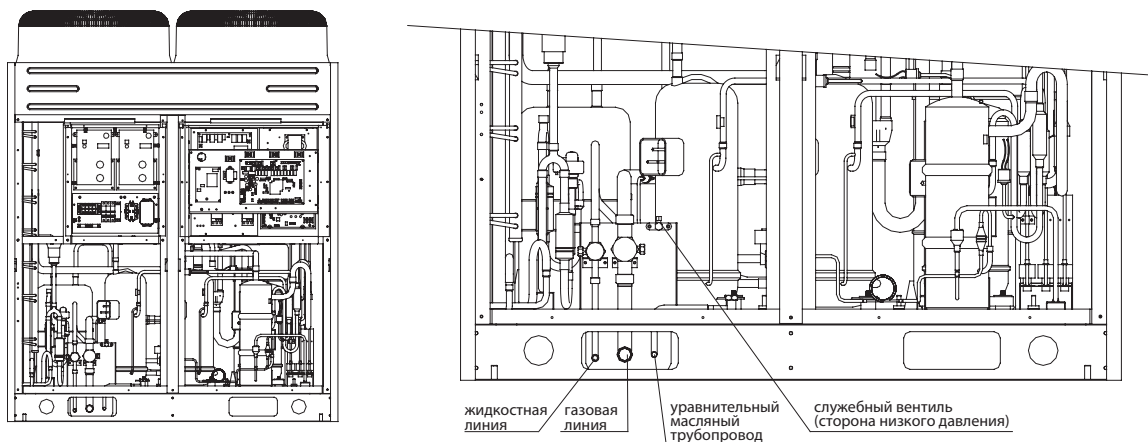 жидкостная
линия
газовая
линия
уравнительный
масляный
трубопровод
служебный вентиль
(сторона низкого давления)